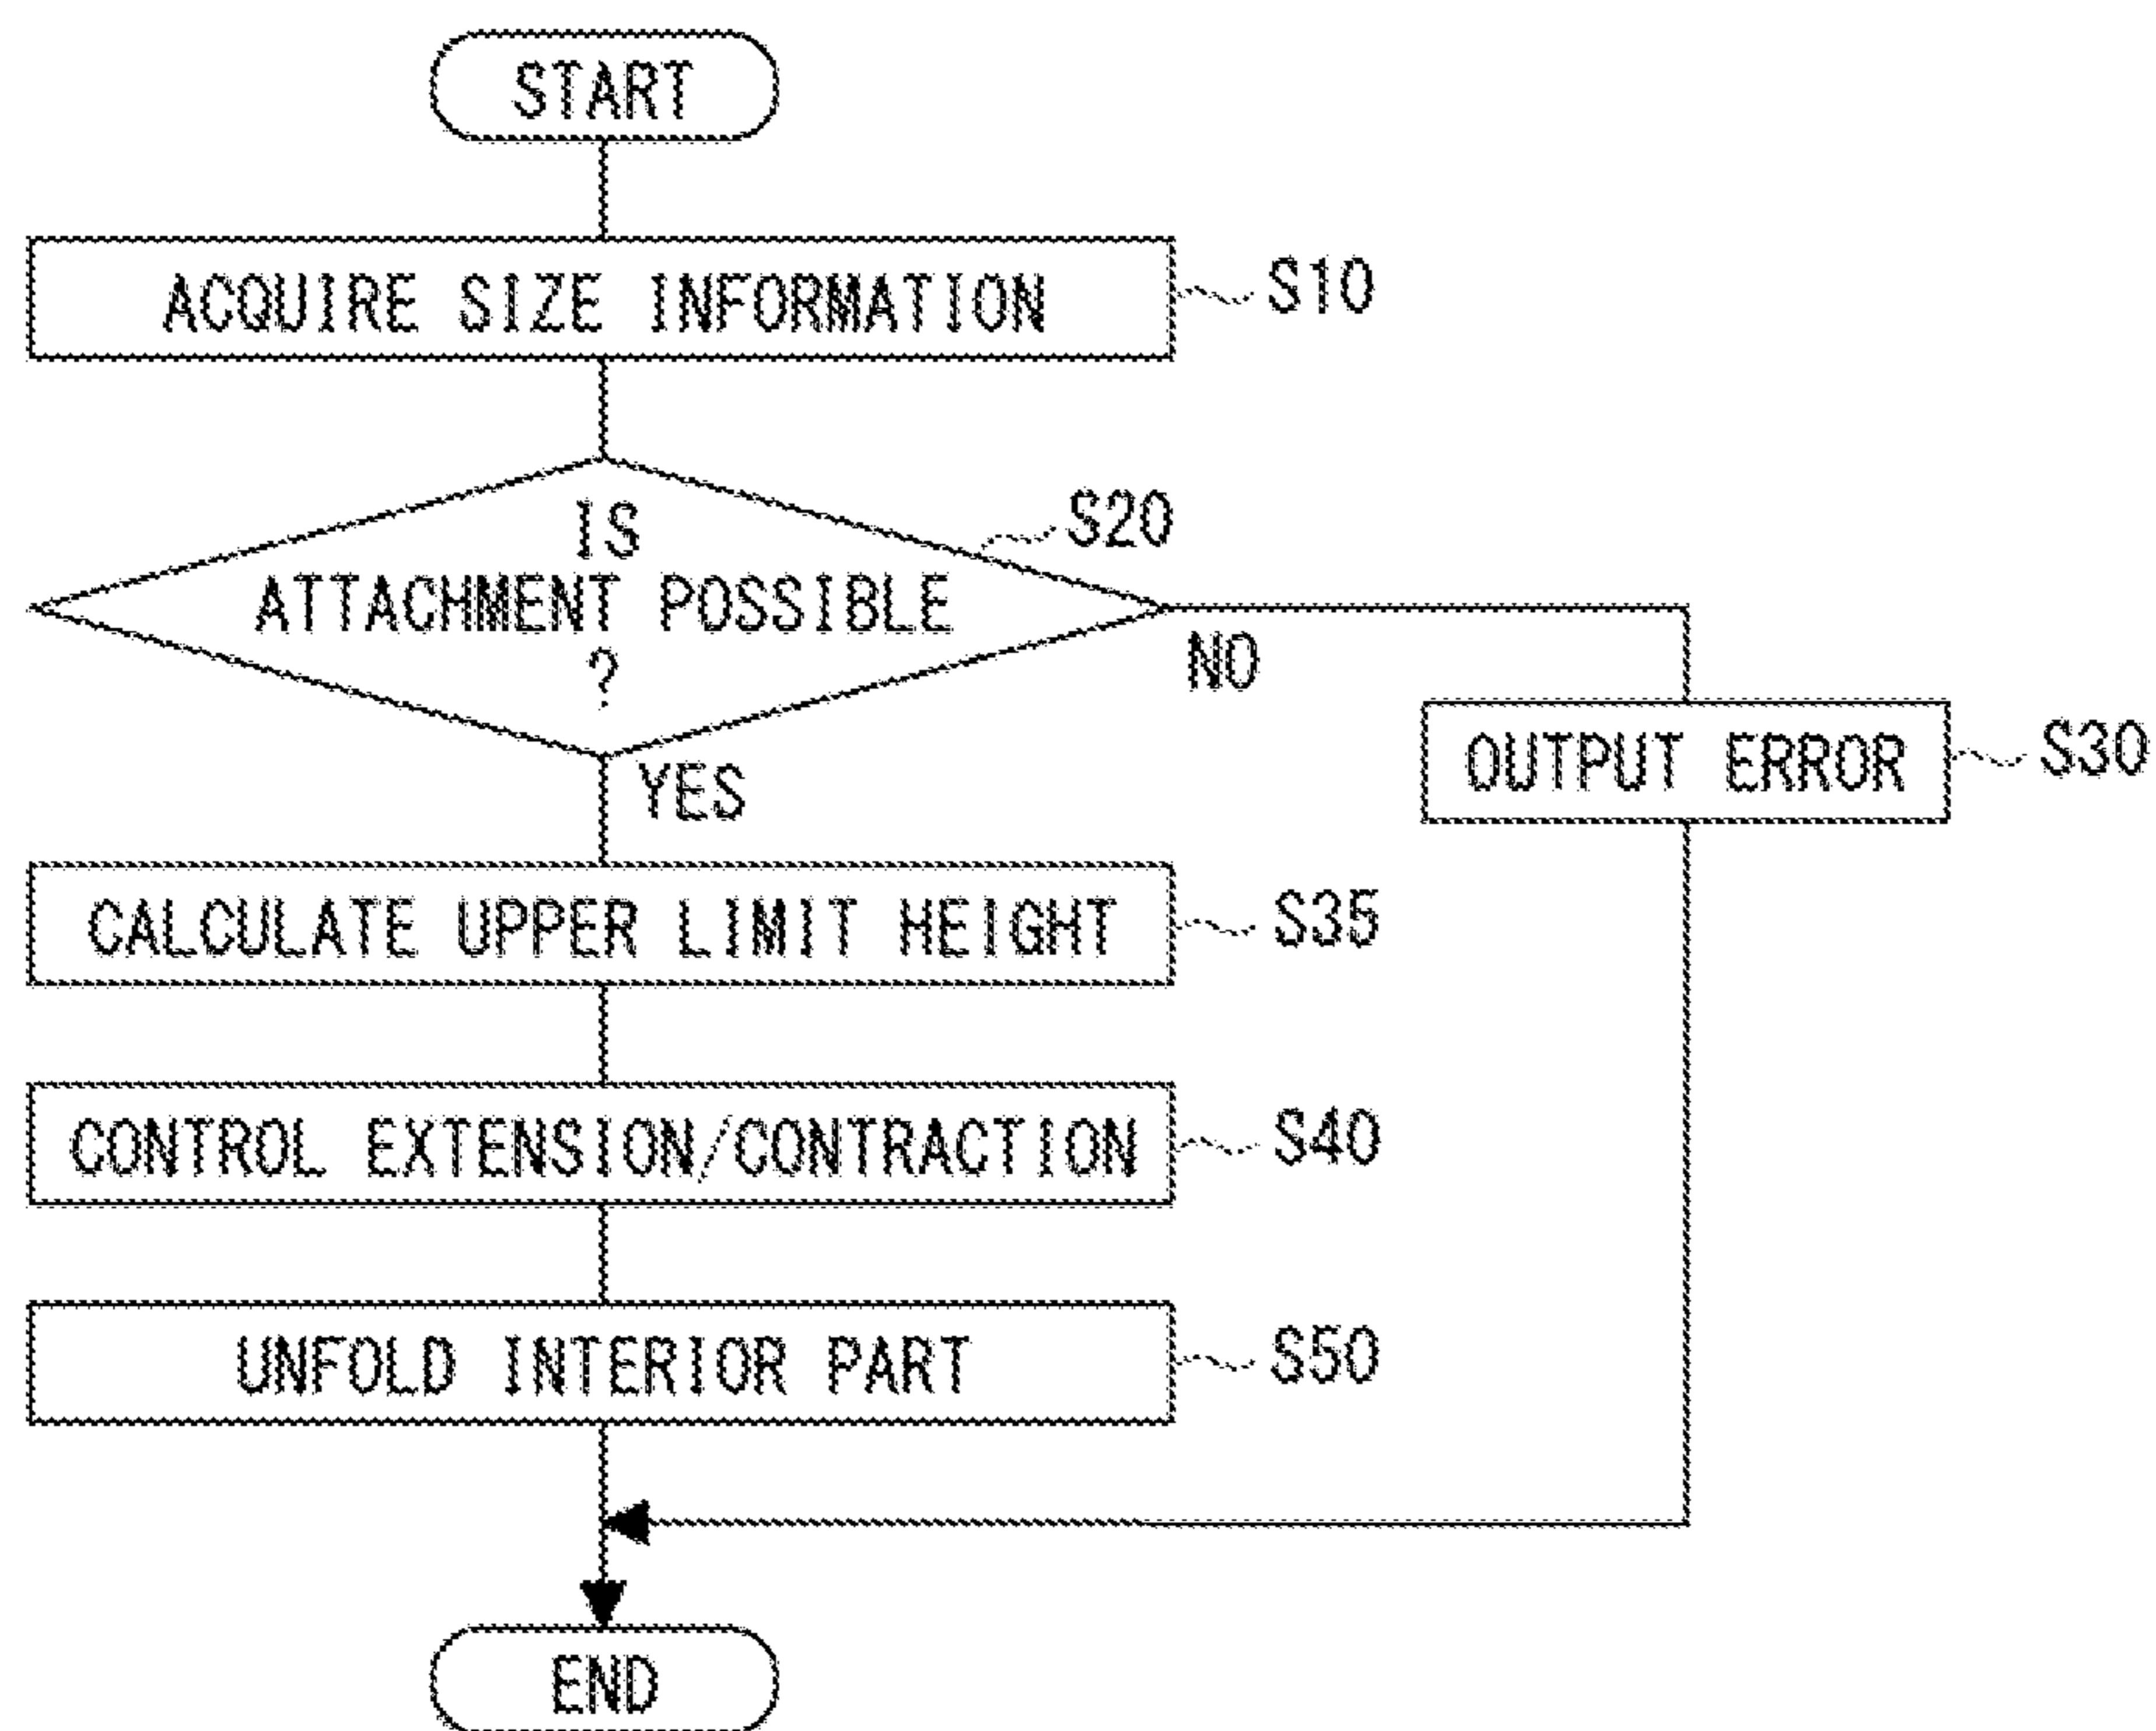 START
ACQUIRE SIZE INFORMATION
S10
IS
ATTACHMENT POSSIBLE
?
S20
NO
YES
OUTPUT ERROR
S30
CALCULATE UPPER LIMIT HEIGHT
S35
CONTROL EXTENSION/CONTRACTION
S40
UNFOLD INTERIOR PART
S50
END